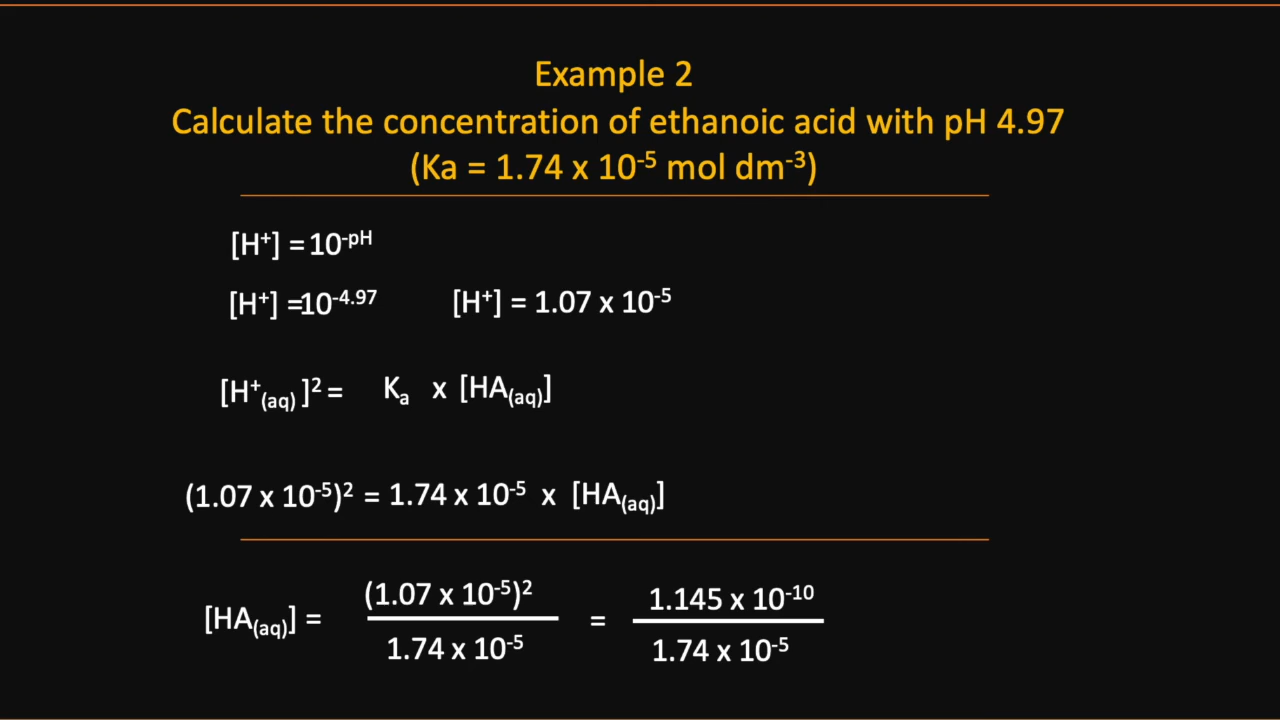 Example 2
Calculate the concentration of ethanoic acid with pH 4.97
(Ka = 1.74 x 10⁻⁵ mol dm⁻³)
[H⁺] = 10⁻ᵖᴴ
[H⁺] =10⁻⁴·⁹⁷ [H⁺] = 1.07 x 10⁻⁵
[H⁺₍aq₎ ]² = Kₐ x [HA₍aq₎]
(1.07 x 10⁻⁵)² = 1.74 x 10⁻⁵ x [HA₍aq₎]
(1.07 x 10⁻⁵)² 1.145 x 10⁻¹⁰
[HA₍aq₎] = =
1.74 x 10⁻⁵ 1.74 x 10⁻⁵